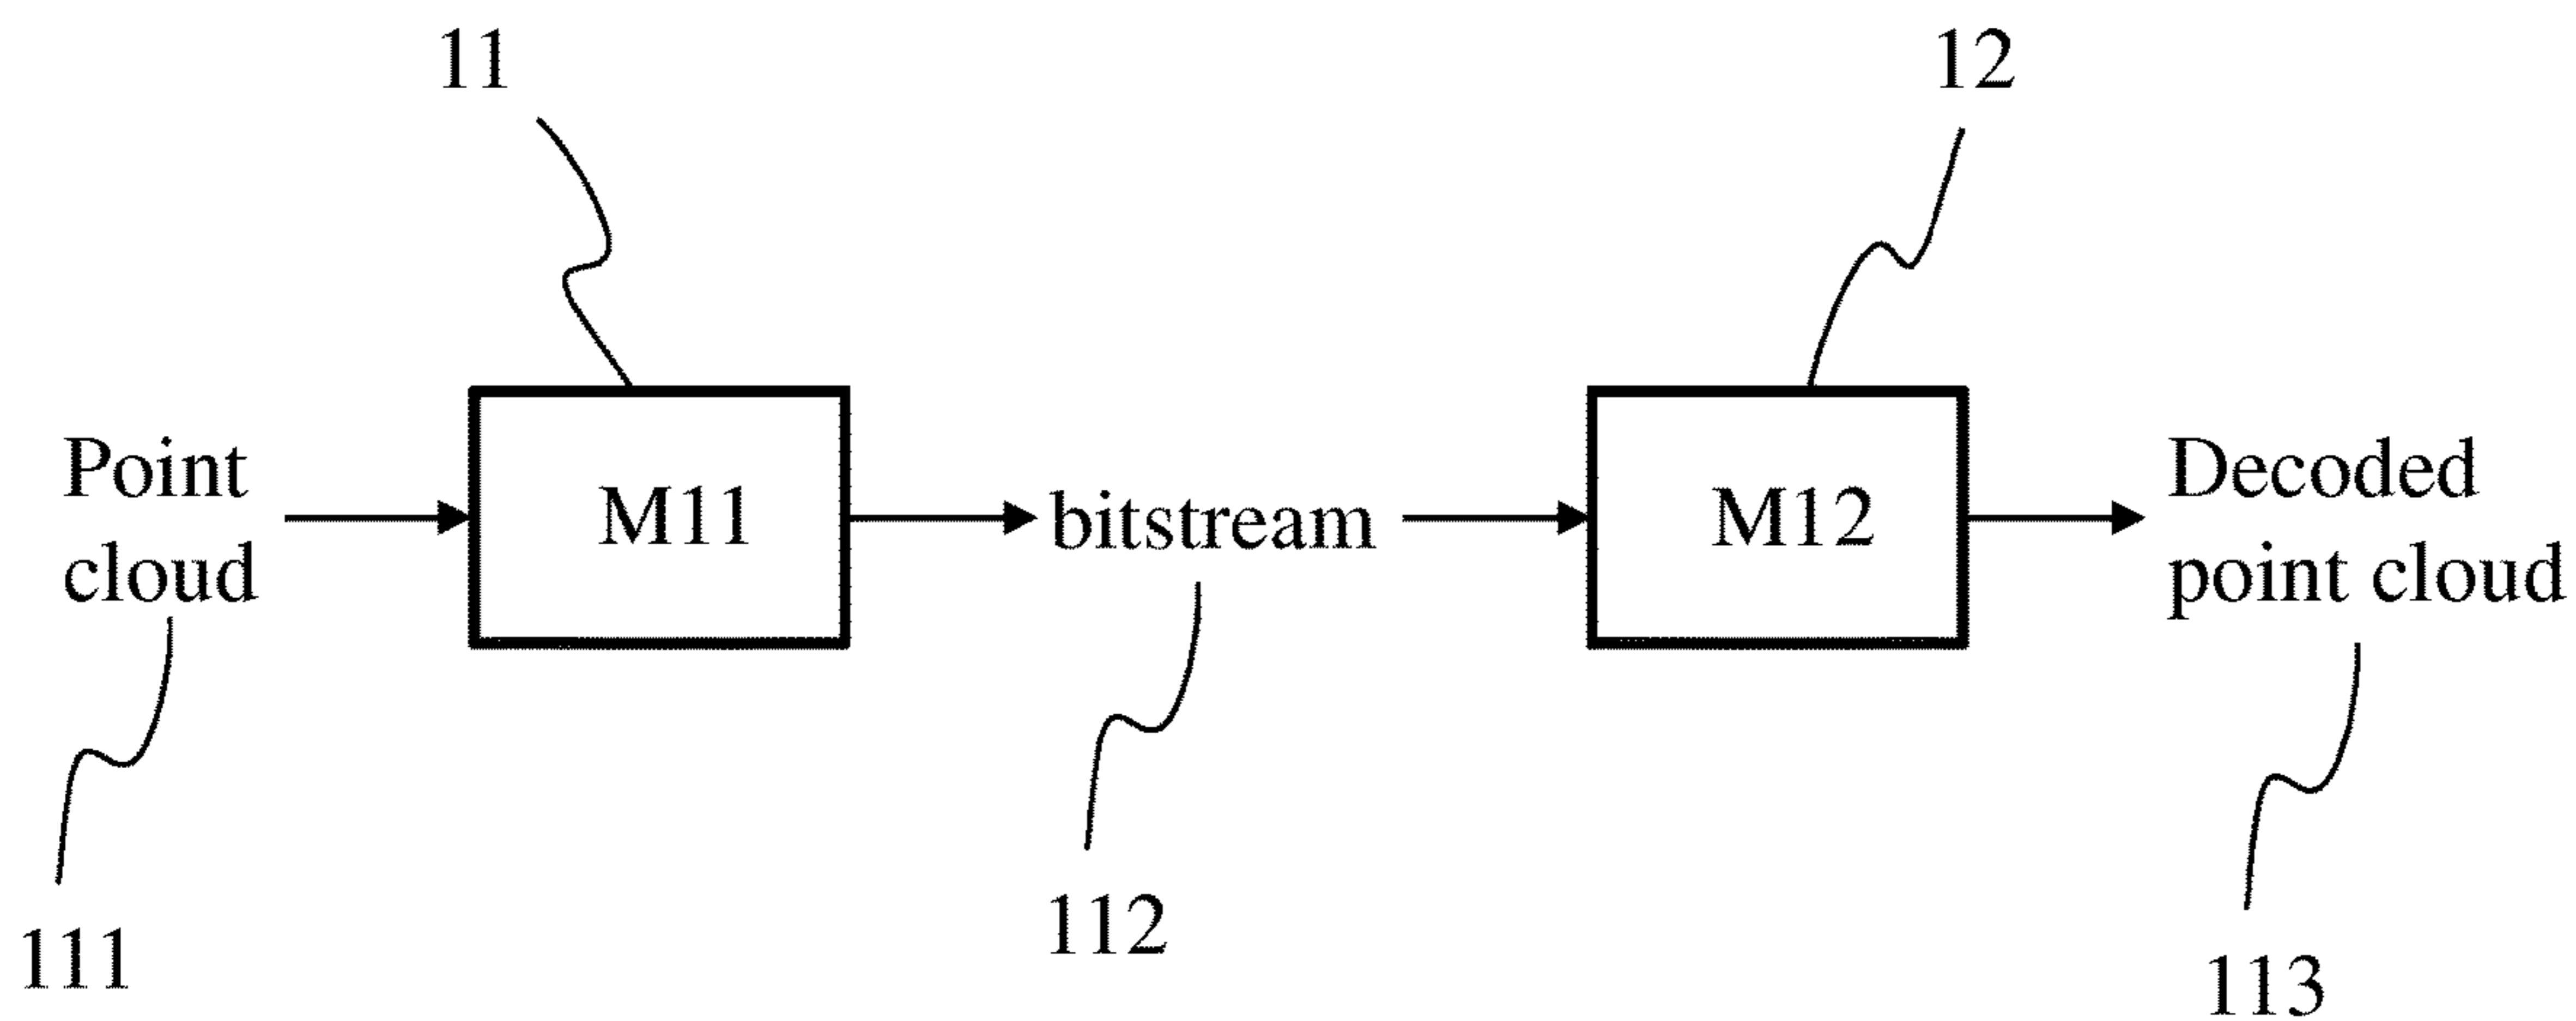 11
12
Point
cloud
M11
bitstream
M12
Decoded
point cloud
111
112
113